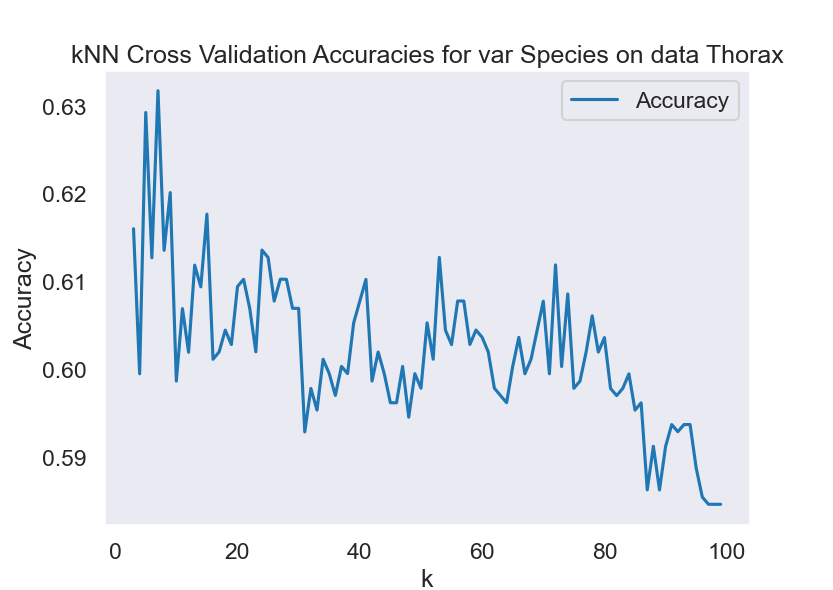 kNN Cross Validation Accuracies for var Species on data Thorax
Accuracy
0.63
0.62
0.61
0.60
0.59
Accuracy
0
20
40
60
80
100
k